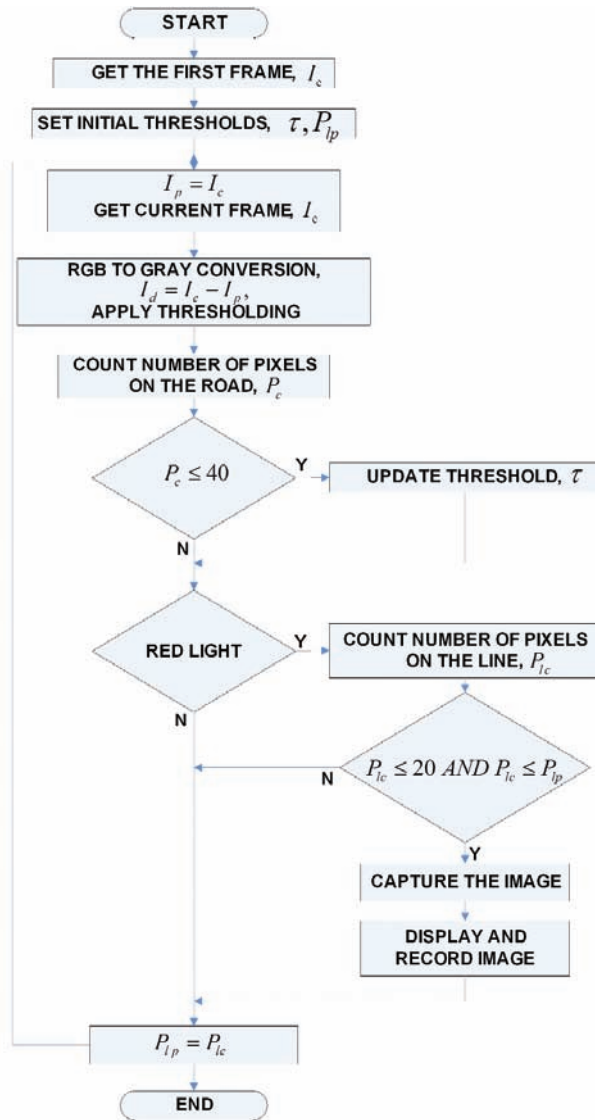 START
GET THE FIRST FRAME, I_c
SET INITIAL THRESHOLDS, τ, P_lp
I_p = I_c
GET CURRENT FRAME, I_c
RGB TO GRAY CONVERSION,
I_d = I_c − I_p,
APPLY THRESHOLDING
COUNT NUMBER OF PIXELS
ON THE ROAD, P_c
P_c ≤ 40
Y
UPDATE THRESHOLD, τ
N
RED LIGHT
Y
COUNT NUMBER OF PIXELS
ON THE LINE, P_lc
N
P_lc ≤ 20 AND P_lc ≤ P_lp
N
Y
CAPTURE THE IMAGE
DISPLAY AND
RECORD IMAGE
P_lp = P_lc
END